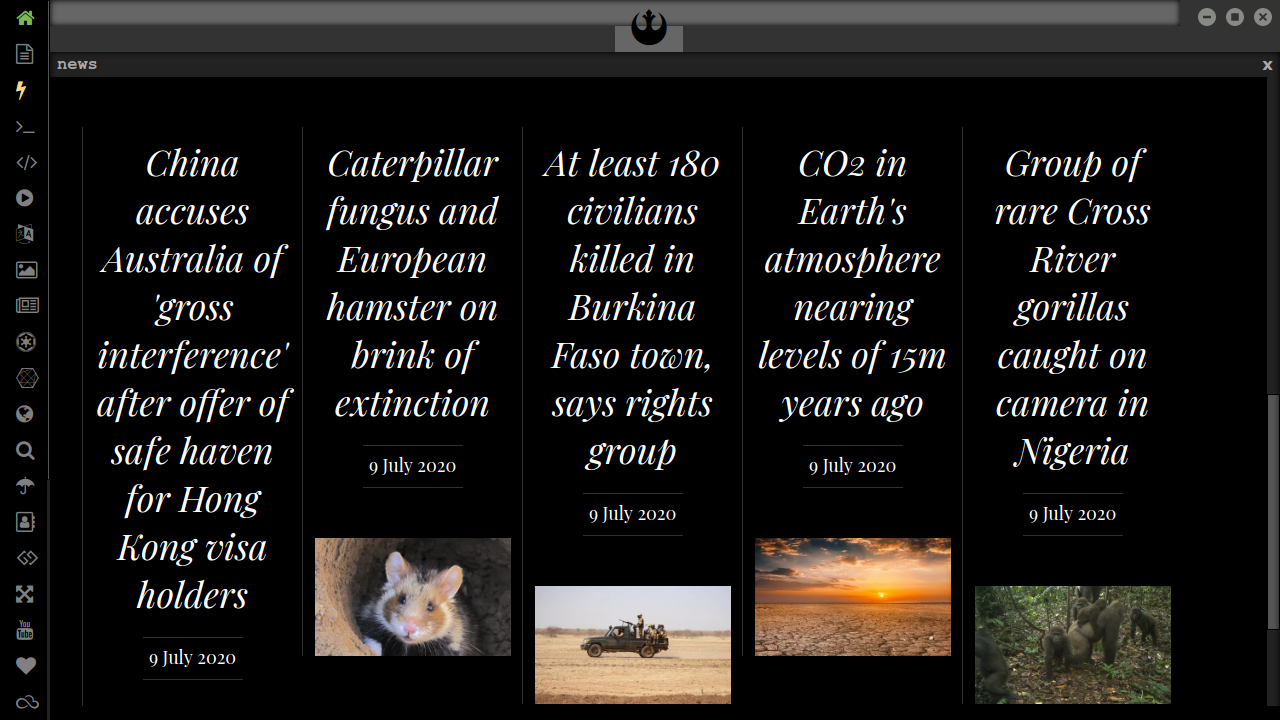 news
x
China
accuses
Australia of
'gross
interference'
after offer of
safe haven
for Hong
Kong visa
holders
9 July 2020
Caterpillar
fungus and
European
hamster on
brink of
extinction
9 July 2020
At least 180
civilians
killed in
Burkina
Faso town,
says rights
group
9 July 2020
CO2 in
Earth's
atmosphere
nearing
levels of 15m
years ago
9 July 2020
Group of
rare Cross
River
gorillas
caught on
camera in
Nigeria
9 July 2020
You
Tube